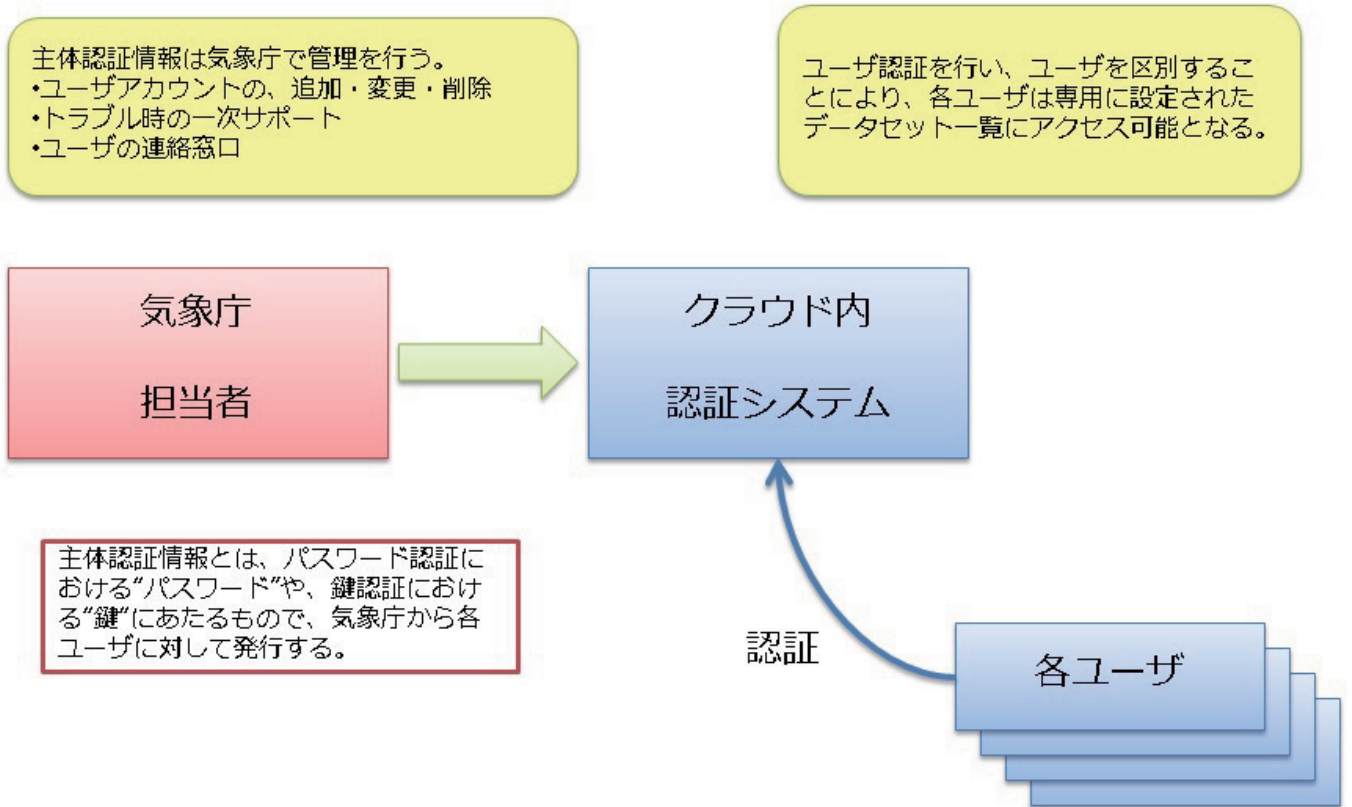 主体認証情報は気象庁で管理を行う。
•ユーザアカウントの、追加・変更・削除
•トラブル時の一次サポート
•ユーザの連絡窓口
ユーザ認証を行い、ユーザを区別するこ
とにより、各ユーザは専用に設定された
データセット一覧にアクセス可能となる。
気象庁
担当者
クラウド内
認証システム
主体認証情報とは、パスワード認証に
おける“パスワード”や、鍵認証におけ
る“鍵”にあたるもので、気象庁から各
ユーザに対して発行する。
認証
各ユーザ